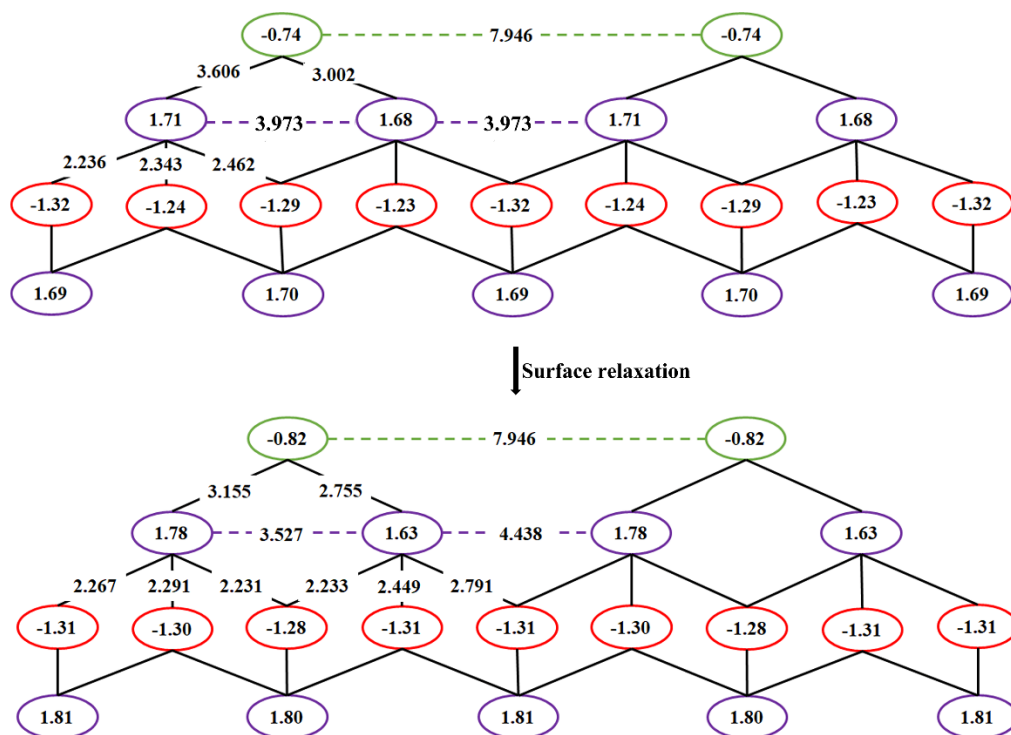 -0.74 7.946 -0.74
3.606 3.002
1.71 3.973 1.68 3.973 1.71 1.68
2.236 2.343 2.462
-1.32 -1.24 -1.29 -1.23 -1.32 -1.24 -1.29 -1.23 -1.32
1.69 1.70 1.69 1.70 1.69
Surface relaxation
-0.82 7.946 -0.82
3.155 2.755
1.78 3.527 1.63 4.438 1.78 1.63
2.267 2.291 2.231 2.233 2.449 2.791
-1.31 -1.30 -1.28 -1.31 -1.31 -1.30 -1.28 -1.31 -1.31
1.81 1.80 1.81 1.80 1.81